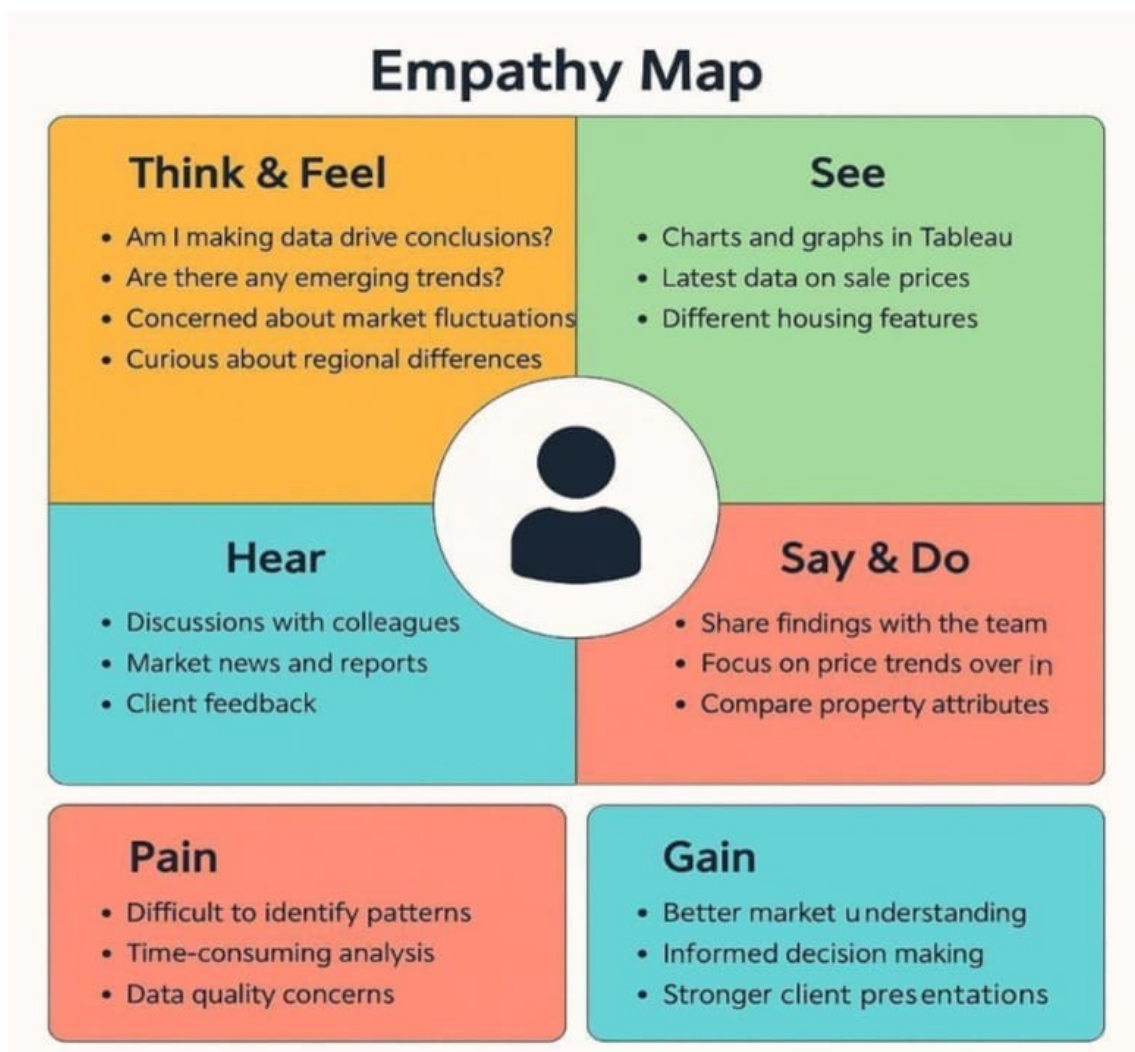 Empathy Map
Think & Feel
• Am I making data drive conclusions?
• Are there any emerging trends?
• Concerned about market fluctuations
• Curious about regional differences
See
• Charts and graphs in Tableau
• Latest data on sale prices
• Different housing features
Hear
• Discussions with colleagues
• Market news and reports
• Client feedback
Say & Do
• Share findings with the team
• Focus on price trends over in
• Compare property attributes
Pain
• Difficult to identify patterns
• Time-consuming analysis
• Data quality concerns
Gain
• Better market understanding
• Informed decision making
• Stronger client presentations